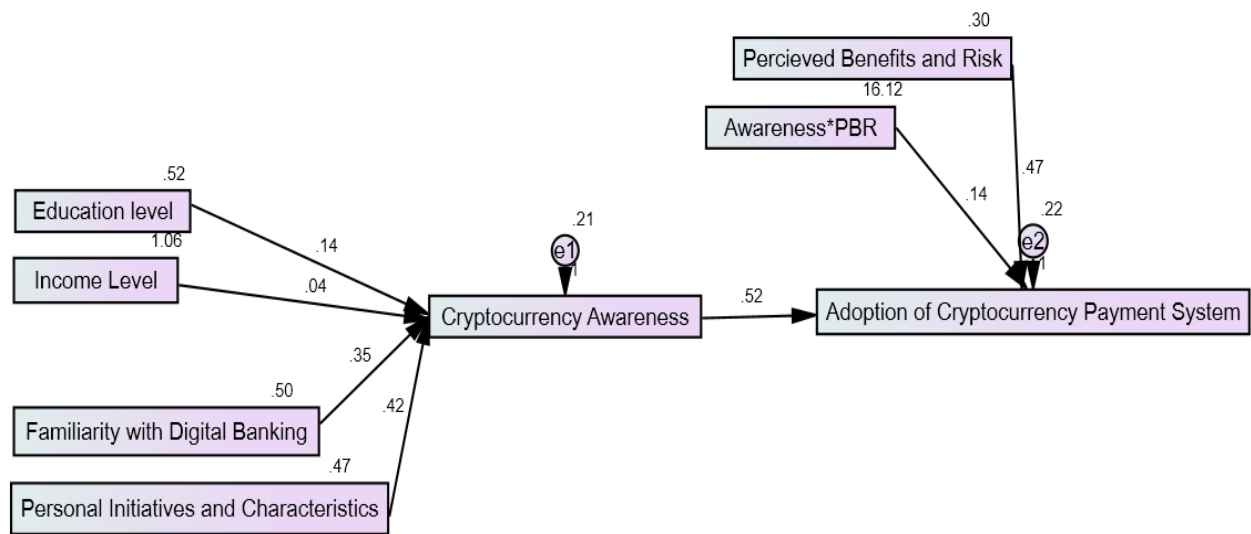 .30
Percieved Benefits and Risk
16.12
Awareness*PBR
.52
Education level
.47
.14
.22
e2
1
1.06
.21
e1
1
.14
Income Level
.04
Cryptocurrency Awareness
.52
Adoption of Cryptocurrency Payment System
.35
.50
.42
Familiarity with Digital Banking
.47
Personal Initiatives and Characteristics